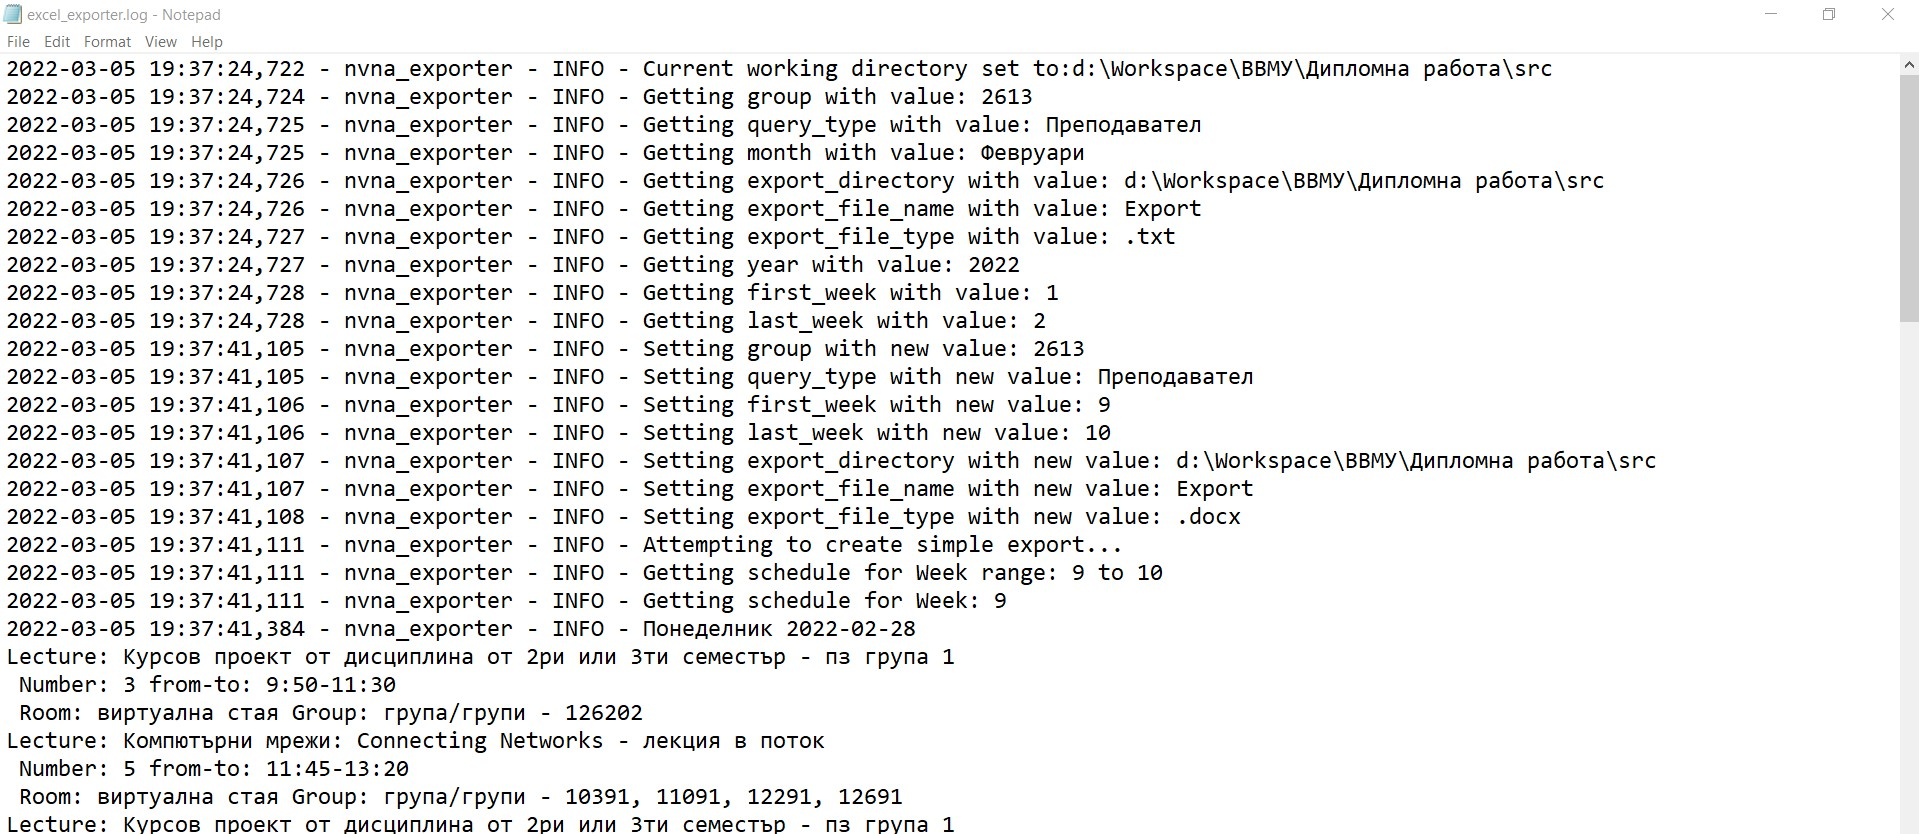 excel_exporter.log - Notepad
File Edit Format View Help
2022-03-05 19:37:24,722 - nvna_exporter - INFO - Current working directory set to:d:\Workspace\ВВМУ\Дипломна работа\src
2022-03-05 19:37:24,724 - nvna_exporter - INFO - Getting group with value: 2613
2022-03-05 19:37:24,725 - nvna_exporter - INFO - Getting query_type with value: Преподавател
2022-03-05 19:37:24,725 - nvna_exporter - INFO - Getting month with value: Февруари
2022-03-05 19:37:24,726 - nvna_exporter - INFO - Getting export_directory with value: d:\Workspace\ВВМУ\Дипломна работа\src
2022-03-05 19:37:24,726 - nvna_exporter - INFO - Getting export_file_name with value: Export
2022-03-05 19:37:24,727 - nvna_exporter - INFO - Getting export_file_type with value: .txt
2022-03-05 19:37:24,727 - nvna_exporter - INFO - Getting year with value: 2022
2022-03-05 19:37:24,728 - nvna_exporter - INFO - Getting first_week with value: 1
2022-03-05 19:37:24,728 - nvna_exporter - INFO - Getting last_week with value: 2
2022-03-05 19:37:41,105 - nvna_exporter - INFO - Setting group with new value: 2613
2022-03-05 19:37:41,105 - nvna_exporter - INFO - Setting query_type with new value: Преподавател
2022-03-05 19:37:41,106 - nvna_exporter - INFO - Setting first_week with new value: 9
2022-03-05 19:37:41,106 - nvna_exporter - INFO - Setting last_week with new value: 10
2022-03-05 19:37:41,107 - nvna_exporter - INFO - Setting export_directory with new value: d:\Workspace\ВВМУ\Дипломна работа\src
2022-03-05 19:37:41,107 - nvna_exporter - INFO - Setting export_file_name with new value: Export
2022-03-05 19:37:41,108 - nvna_exporter - INFO - Setting export_file_type with new value: .docx
2022-03-05 19:37:41,111 - nvna_exporter - INFO - Attempting to create simple export...
2022-03-05 19:37:41,111 - nvna_exporter - INFO - Getting schedule for Week range: 9 to 10
2022-03-05 19:37:41,111 - nvna_exporter - INFO - Getting schedule for Week: 9
2022-03-05 19:37:41,384 - nvna_exporter - INFO - Понеделник 2022-02-28
Lecture: Курсов проект от дисциплина от 2ри или 3ти семестър - пз група 1
Number: 3 from-to: 9:50-11:30
Room: виртуална стая Group: група/групи - 126202
Lecture: Компютърни мрежи: Connecting Networks - лекция в поток
Number: 5 from-to: 11:45-13:20
Room: виртуална стая Group: група/групи - 10391, 11091, 12291, 12691
Lecture: Курсов проект от дисциплина от 2ри или 3ти семестър - пз група 1